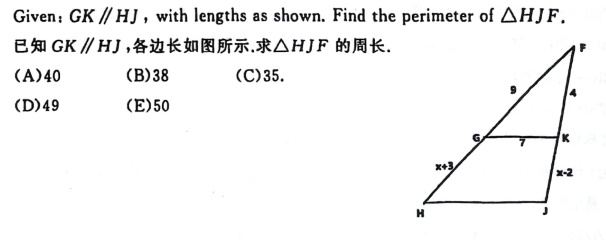 Given: GK∥HJ, with lengths as shown. Find the perimeter of △HJF.
已知 GK∥HJ,各边长如图所示.求△HJF 的周长.
(A)40 (B)38 (C)35.
(D)49 (E)50
F
9
4
G
7
K
x+3
x-2
H
J